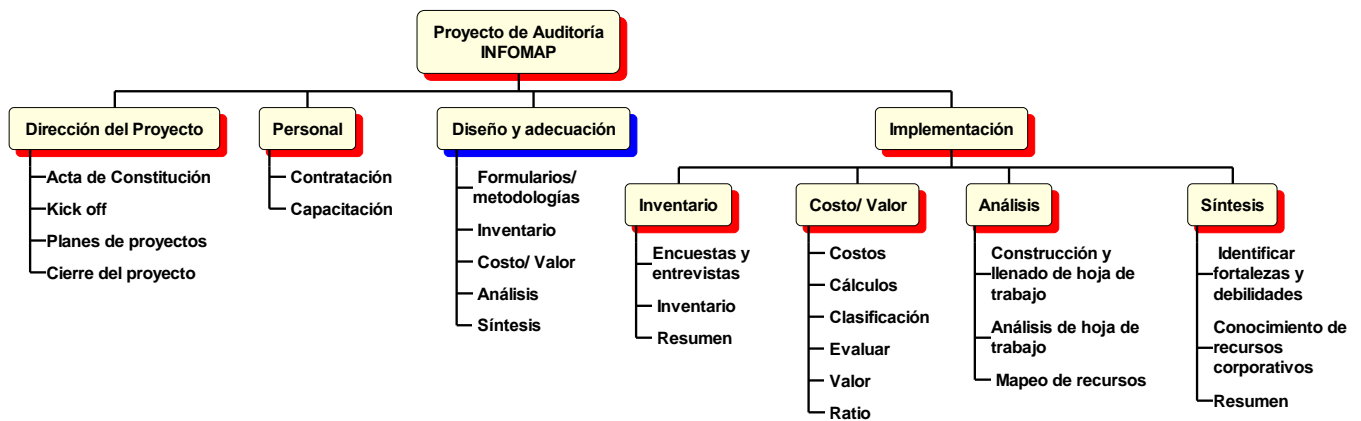 Proyecto de Auditoría
INFOMAP
Dirección del Proyecto
Acta de Constitución
Kick off
Planes de proyectos
Cierre del proyecto
Personal
Contratación
Capacitación
Diseño y adecuación
Formularios/
metodologías
Inventario
Costo/ Valor
Análisis
Síntesis
Implementación
Inventario
Encuestas y
entrevistas
Inventario
Resumen
Costo/ Valor
Costos
Cálculos
Clasificación
Evaluar
Valor
Ratio
Análisis
Construcción y
llenado de hoja de
trabajo
Análisis de hoja de
trabajo
Mapeo de recursos
Síntesis
Identificar
fortalezas y
debilidades
Conocimiento de
recursos
corporativos
Resumen